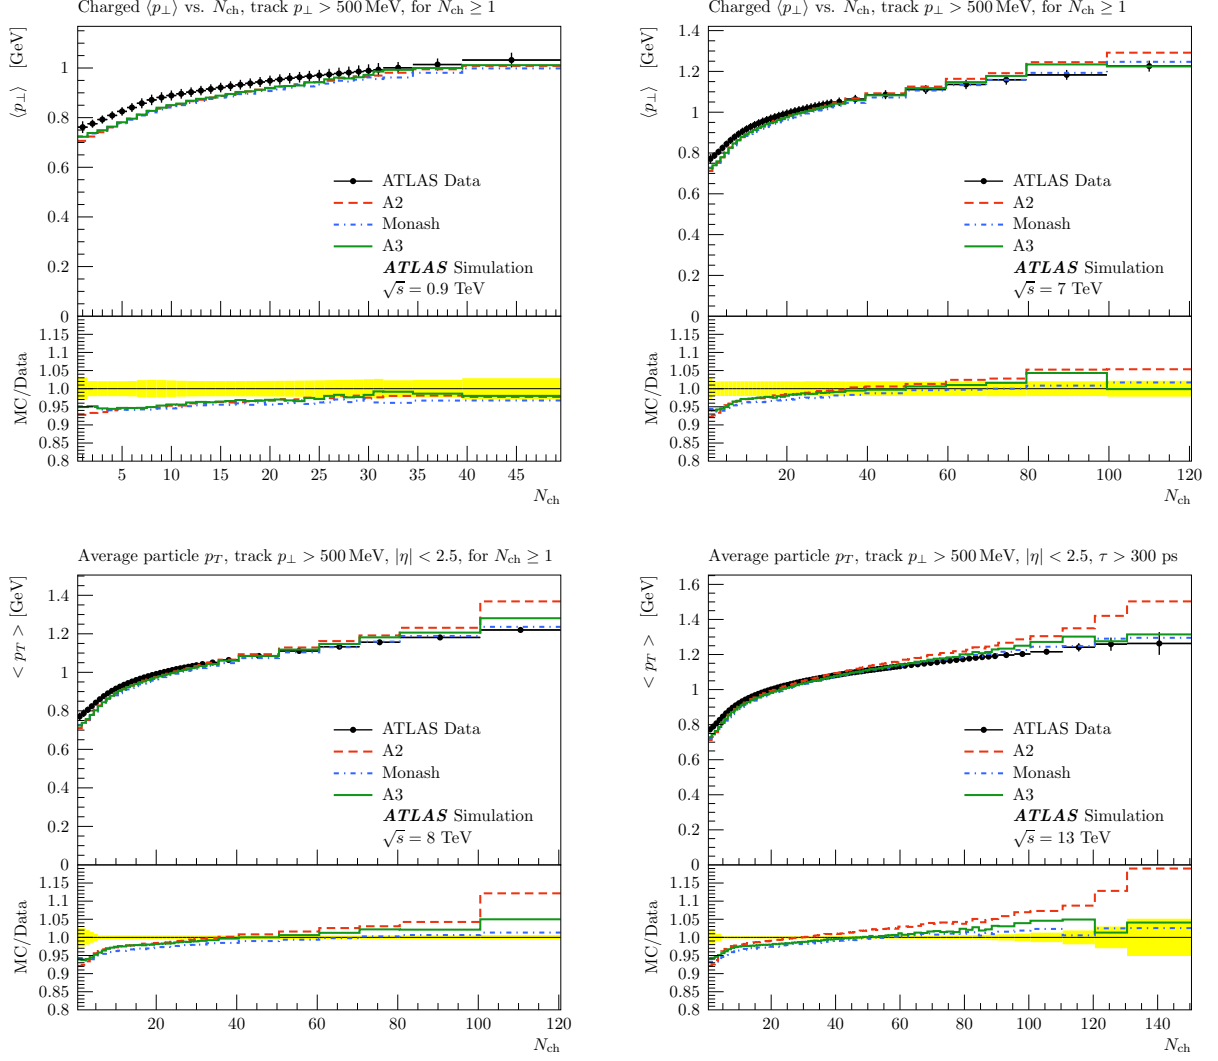 Charged ⟨p⊥⟩ vs. Nch, track p⊥ > 500 MeV, for Nch ≥ 1
⟨p⊥⟩ [GeV]
1
0.8
0.6
0.4
0.2
0
ATLAS Data
A2
Monash
A3
ATLAS Simulation
√s = 0.9 TeV
MC/Data
1.15
1.1
1.05
1.0
0.95
0.9
0.85
0.8
5 10 15 20 25 30 35 40 45
Nch
Charged ⟨p⊥⟩ vs. Nch, track p⊥ > 500 MeV, for Nch ≥ 1
⟨p⊥⟩ [GeV]
1.4
1.2
1
0.8
0.6
0.4
0.2
0
ATLAS Data
A2
Monash
A3
ATLAS Simulation
√s = 7 TeV
MC/Data
1.15
1.1
1.05
1.0
0.95
0.9
0.85
0.8
20 40 60 80 100 120
Nch
Average particle pT, track p⊥ > 500 MeV, |η| < 2.5, for Nch ≥ 1
< pT > [GeV]
1.4
1.2
1
0.8
0.6
0.4
0.2
0
ATLAS Data
A2
Monash
A3
ATLAS Simulation
√s = 8 TeV
MC/Data
1.15
1.1
1.05
1.0
0.95
0.9
0.85
0.8
20 40 60 80 100 120
Nch
Average particle pT, track p⊥ > 500 MeV, |η| < 2.5, τ > 300 ps
< pT > [GeV]
1.6
1.4
1.2
1
0.8
0.6
0.4
0.2
0
ATLAS Data
A2
Monash
A3
ATLAS Simulation
√s = 13 TeV
MC/Data
1.15
1.1
1.05
1.0
0.95
0.9
0.85
0.8
20 40 60 80 100 120 140
Nch